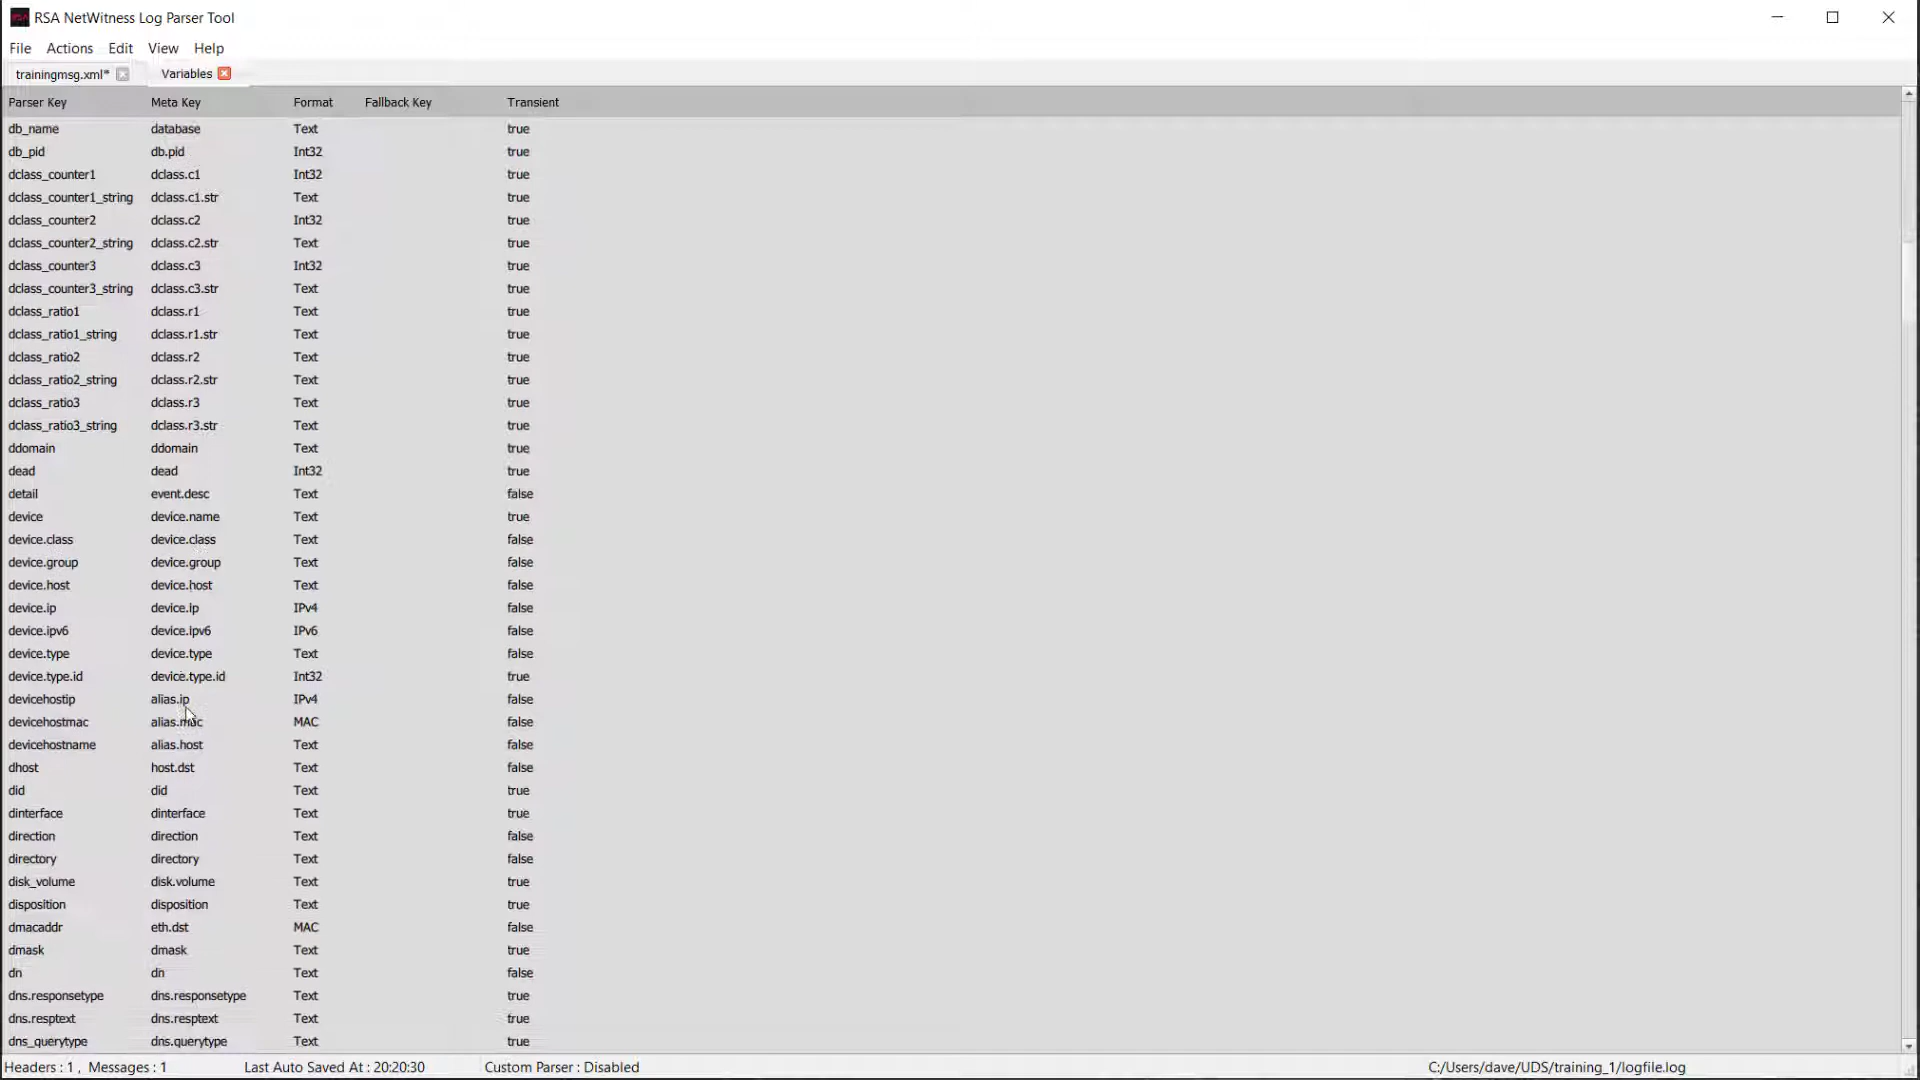 RSA NetWitness Log Parser Tool
File Actions Edit View Help
trainingmsg.xml* Variables
Parser Key Meta Key Format Fallback Key Transient
db_name database Text true
db_pid db.pid Int32 true
dclass_counter1 dclass.c1 Int32 true
dclass_counter1_string dclass.c1.str Text true
dclass_counter2 dclass.c2 Int32 true
dclass_counter2_string dclass.c2.str Text true
dclass_counter3 dclass.c3 Int32 true
dclass_counter3_string dclass.c3.str Text true
dclass_ratio1 dclass.r1 Text true
dclass_ratio1_string dclass.r1.str Text true
dclass_ratio2 dclass.r2 Text true
dclass_ratio2_string dclass.r2.str Text true
dclass_ratio3 dclass.r3 Text true
dclass_ratio3_string dclass.r3.str Text true
ddomain ddomain Text true
dead dead Int32 true
detail event.desc Text false
device device.name Text true
device.class device.class Text false
device.group device.group Text false
device.host device.host Text false
device.ip device.ip IPv4 false
device.ipv6 device.ipv6 IPv6 false
device.type device.type Text false
device.type.id device.type.id Int32 true
devicehostip alias.ip IPv4 false
devicehostmac alias.mac MAC false
devicehostname alias.host Text false
dhost host.dst Text false
did did Text true
dinterface dinterface Text true
direction direction Text false
directory directory Text false
disk_volume disk.volume Text true
disposition disposition Text true
dmacaddr eth.dst MAC false
dmask dmask Text true
dn dn Text false
dns.responsetype dns.responsetype Text true
dns.resptext dns.resptext Text true
dns_querytype dns.querytype Text true
Headers : 1 , Messages : 1 Last Auto Saved At : 20:20:30 Custom Parser : Disabled C:/Users/dave/UDS/training_1/logfile.log